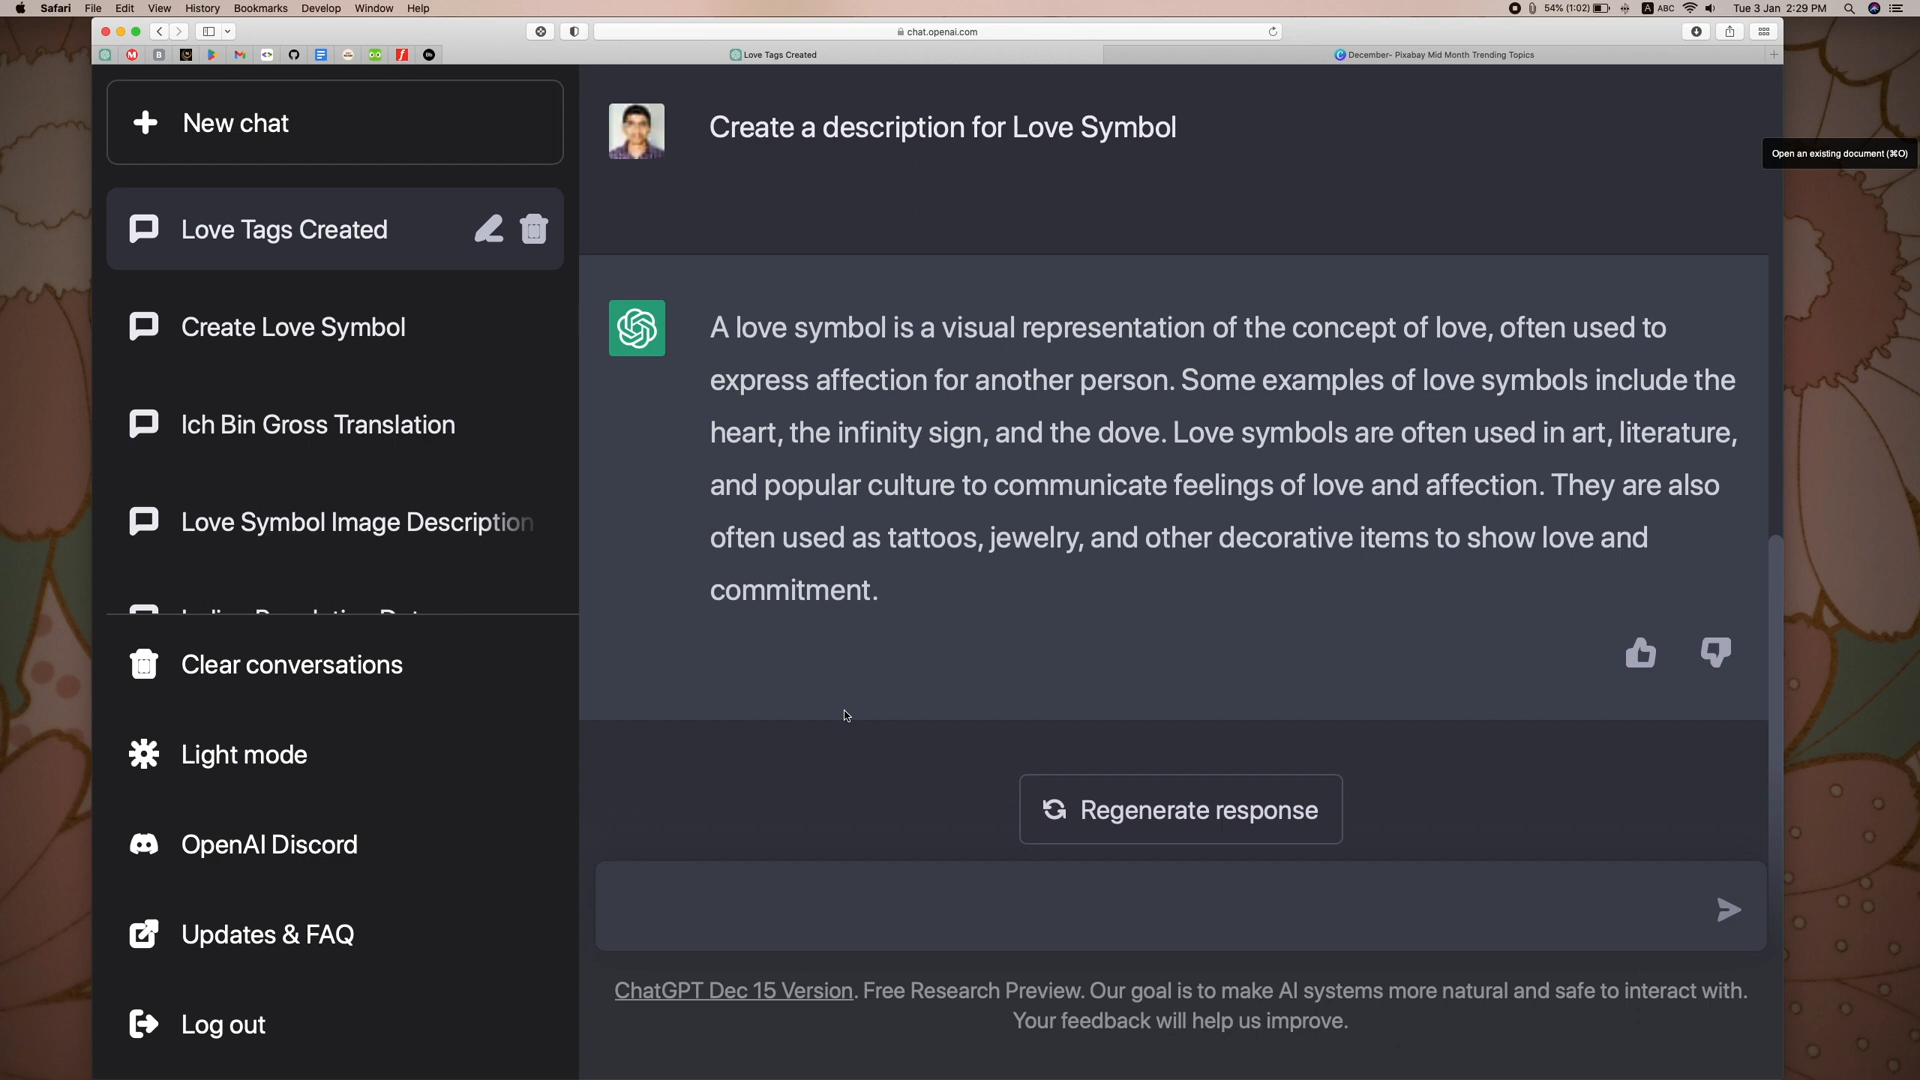 Safari File Edit View History Bookmarks Develop Window Help
54% (1:02) A ABC Tue 3 Jan 2:29 PM
chat.openai.com
Love Tags Created
December- Pixabay Mid Month Trending Topics
Open an existing document (⌘O)
New chat
Love Tags Created
Create Love Symbol
Ich Bin Gross Translation
Love Symbol Image Description
Clear conversations
Light mode
OpenAI Discord
Updates & FAQ
Log out
Create a description for Love Symbol
A love symbol is a visual representation of the concept of love, often used to
express affection for another person. Some examples of love symbols include the
heart, the infinity sign, and the dove. Love symbols are often used in art, literature,
and popular culture to communicate feelings of love and affection. They are also
often used as tattoos, jewelry, and other decorative items to show love and
commitment.
Regenerate response
ChatGPT Dec 15 Version. Free Research Preview. Our goal is to make AI systems more natural and safe to interact with.
Your feedback will help us improve.